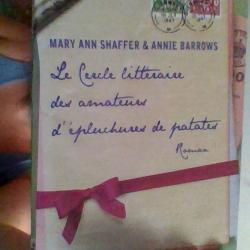 MARY ANN SHAFFER & ANNIE BARROWS
Le Cercle littéraire
des amateurs
d'épluchures de patates
Roman